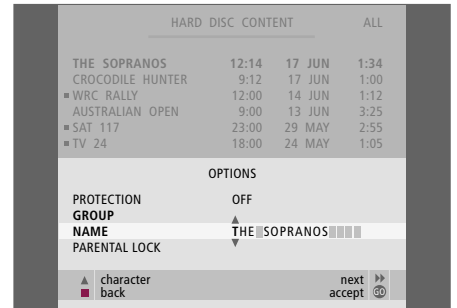 HARD DISC CONTENT ALL
THE SOPRANOS 12:14 17 JUN 1:34
CROCODILE HUNTER 9:12 17 JUN 1:00
WRC RALLY 12:00 14 JUN 1:12
AUSTRALIAN OPEN 9:00 13 JUN 3:25
SAT 117 23:00 29 MAY 2:55
TV 24 18:00 24 MAY 1:05
OPTIONS
PROTECTION OFF
GROUP
NAME THE SOPRANOS
PARENTAL LOCK
character next
back accept GO